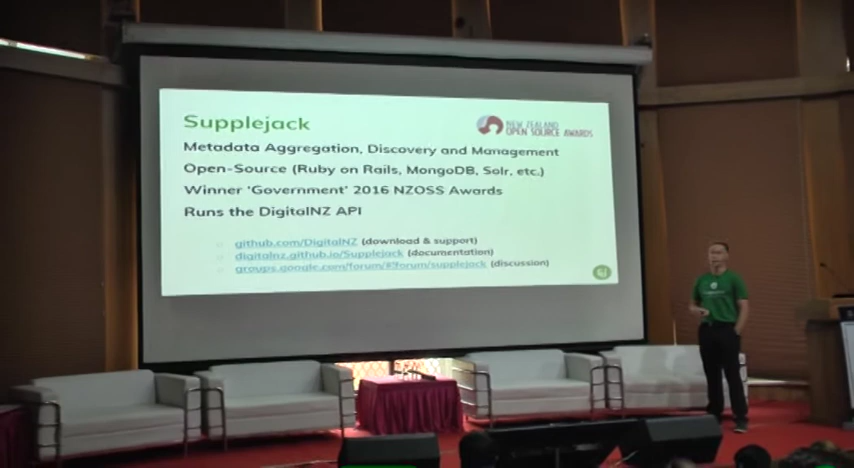 Supplejack
NEW ZEALAND
OPEN SOURCE AWARDS
Metadata Aggregation, Discovery and Management
Open-Source (Ruby on Rails, MongoDB, Solr, etc.)
Winner 'Government' 2016 NZOSS Awards
Runs the DigitalNZ API
github.com/DigitalNZ (download & support)
digitalnz.github.io/Supplejack (documentation)
groups.google.com/forum/#!forum/supplejack (discussion)